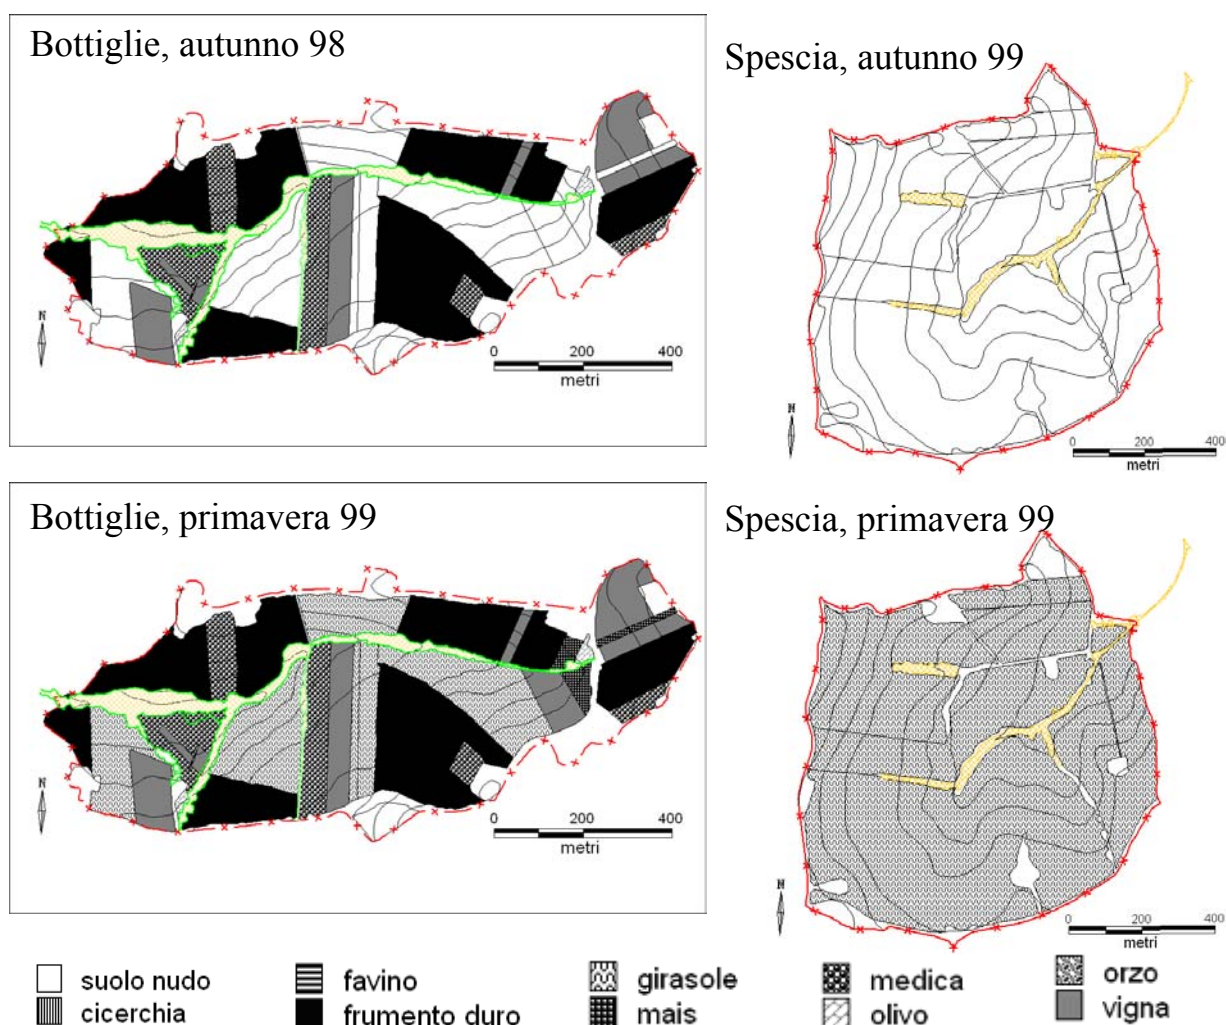 Bottiglie, autunno 98
Spescia, autunno 99
N
0 200 400
metri
N
0 200 400
metri
Bottiglie, primavera 99
Spescia, primavera 99
N
0 200 400
metri
N
0 200 400
metri
suolo nudo
favino
girasole
medica
orzo
cicerchia
frumento duro
mais
olivo
vigna